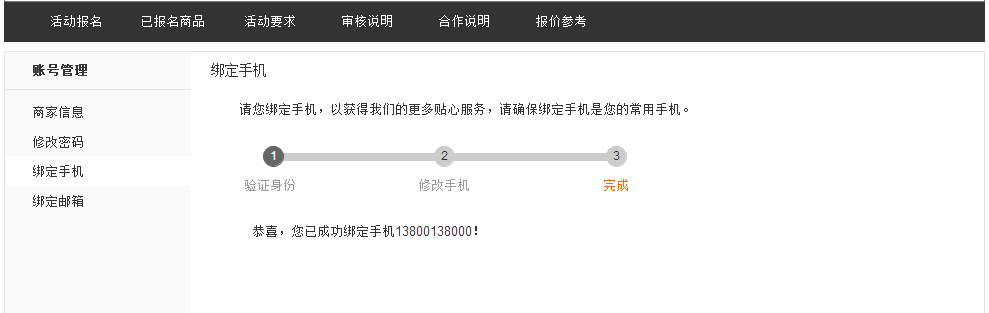 活动报名 已报名商品 活动要求 审核说明 合作说明 报价参考
账号管理
商家信息
修改密码
绑定手机
绑定邮箱
绑定手机
请您绑定手机，以获得我们的更多贴心服务，请确保绑定手机是您的常用手机。
1 2 3
验证身份 修改手机 完成
恭喜，您已成功绑定手机13800138000！